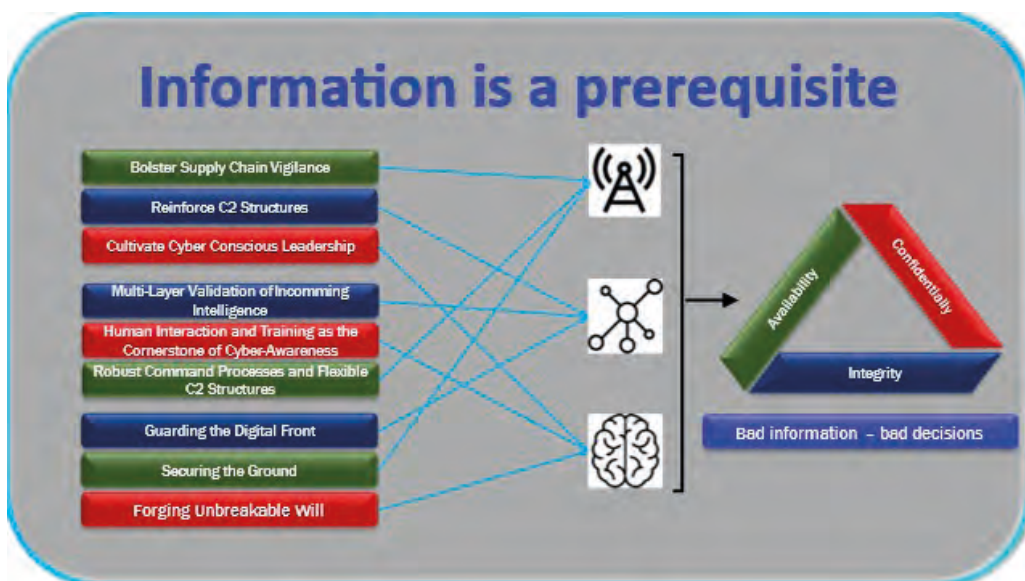 Information is a prerequisite
Bolster Supply Chain Vigilance
Reinforce C2 Structures
Cultivate Cyber Conscious Leadership
Multi-Layer Validation of Incomming
Intelligence
Human Interaction and Training as the
Cornerstone of Cyber-Awareness
Robust Command Processes and Flexible
C2 Structures
Guarding the Digital Front
Securing the Ground
Forging Unbreakable Will
Availability
Confidentially
Integrity
Bad information – bad decisions